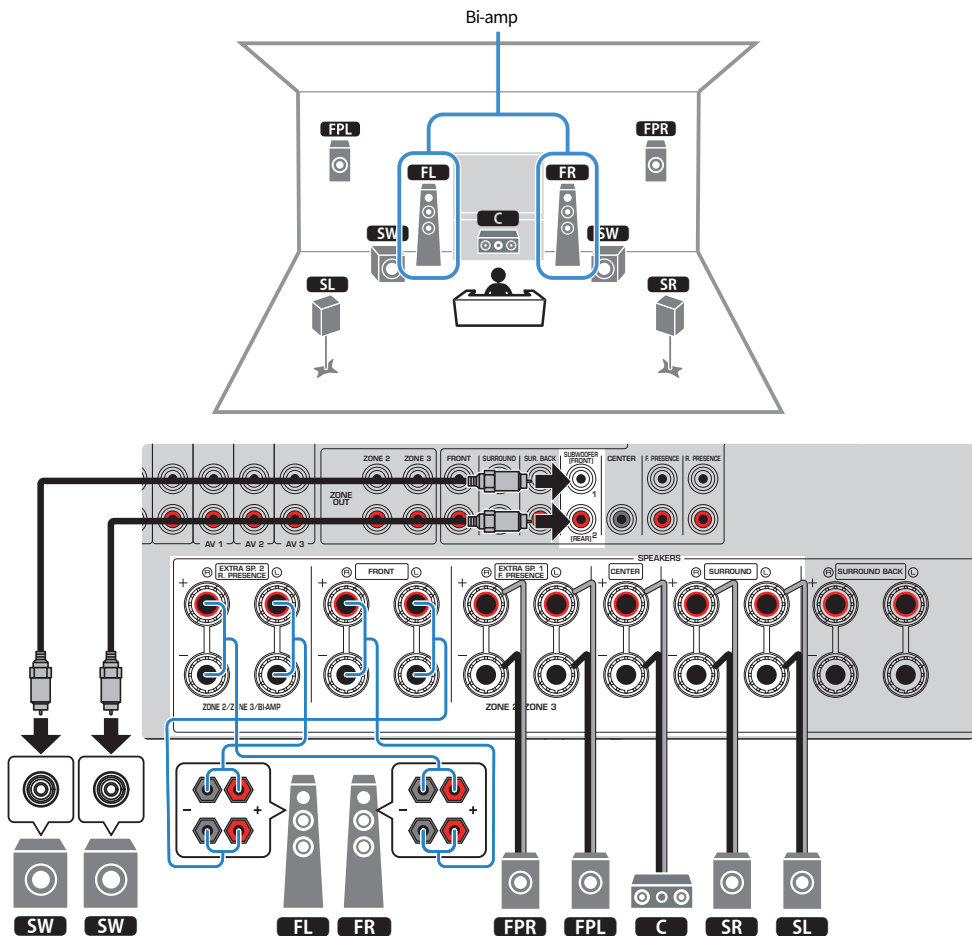 Bi-amp
FPL
FPR
FL
FR
C
SW
SW
SL
SR
ZONE 2
ZONE 3
FRONT
SURROUND
SUR. BACK
SUBWOOFER
(FRONT)
CENTER
F. PRESENCE
R. PRESENCE
ZONE
OUT
1
AV 1
AV 2
AV 3
(REAR)
2
SPEAKERS
R
EXTRA SP. 2
R. PRESENCE
L
R
FRONT
L
R
EXTRA SP. 1
F. PRESENCE
L
CENTER
R
SURROUND
L
R
SURROUND BACK
L
+
+
+
+
+
+
−
−
−
−
−
−
ZONE 2/ZONE 3/BI-AMP
ZONE 2
ZONE 3
−
+
−
+
SW
SW
FL
FR
FPR
FPL
C
SR
SL